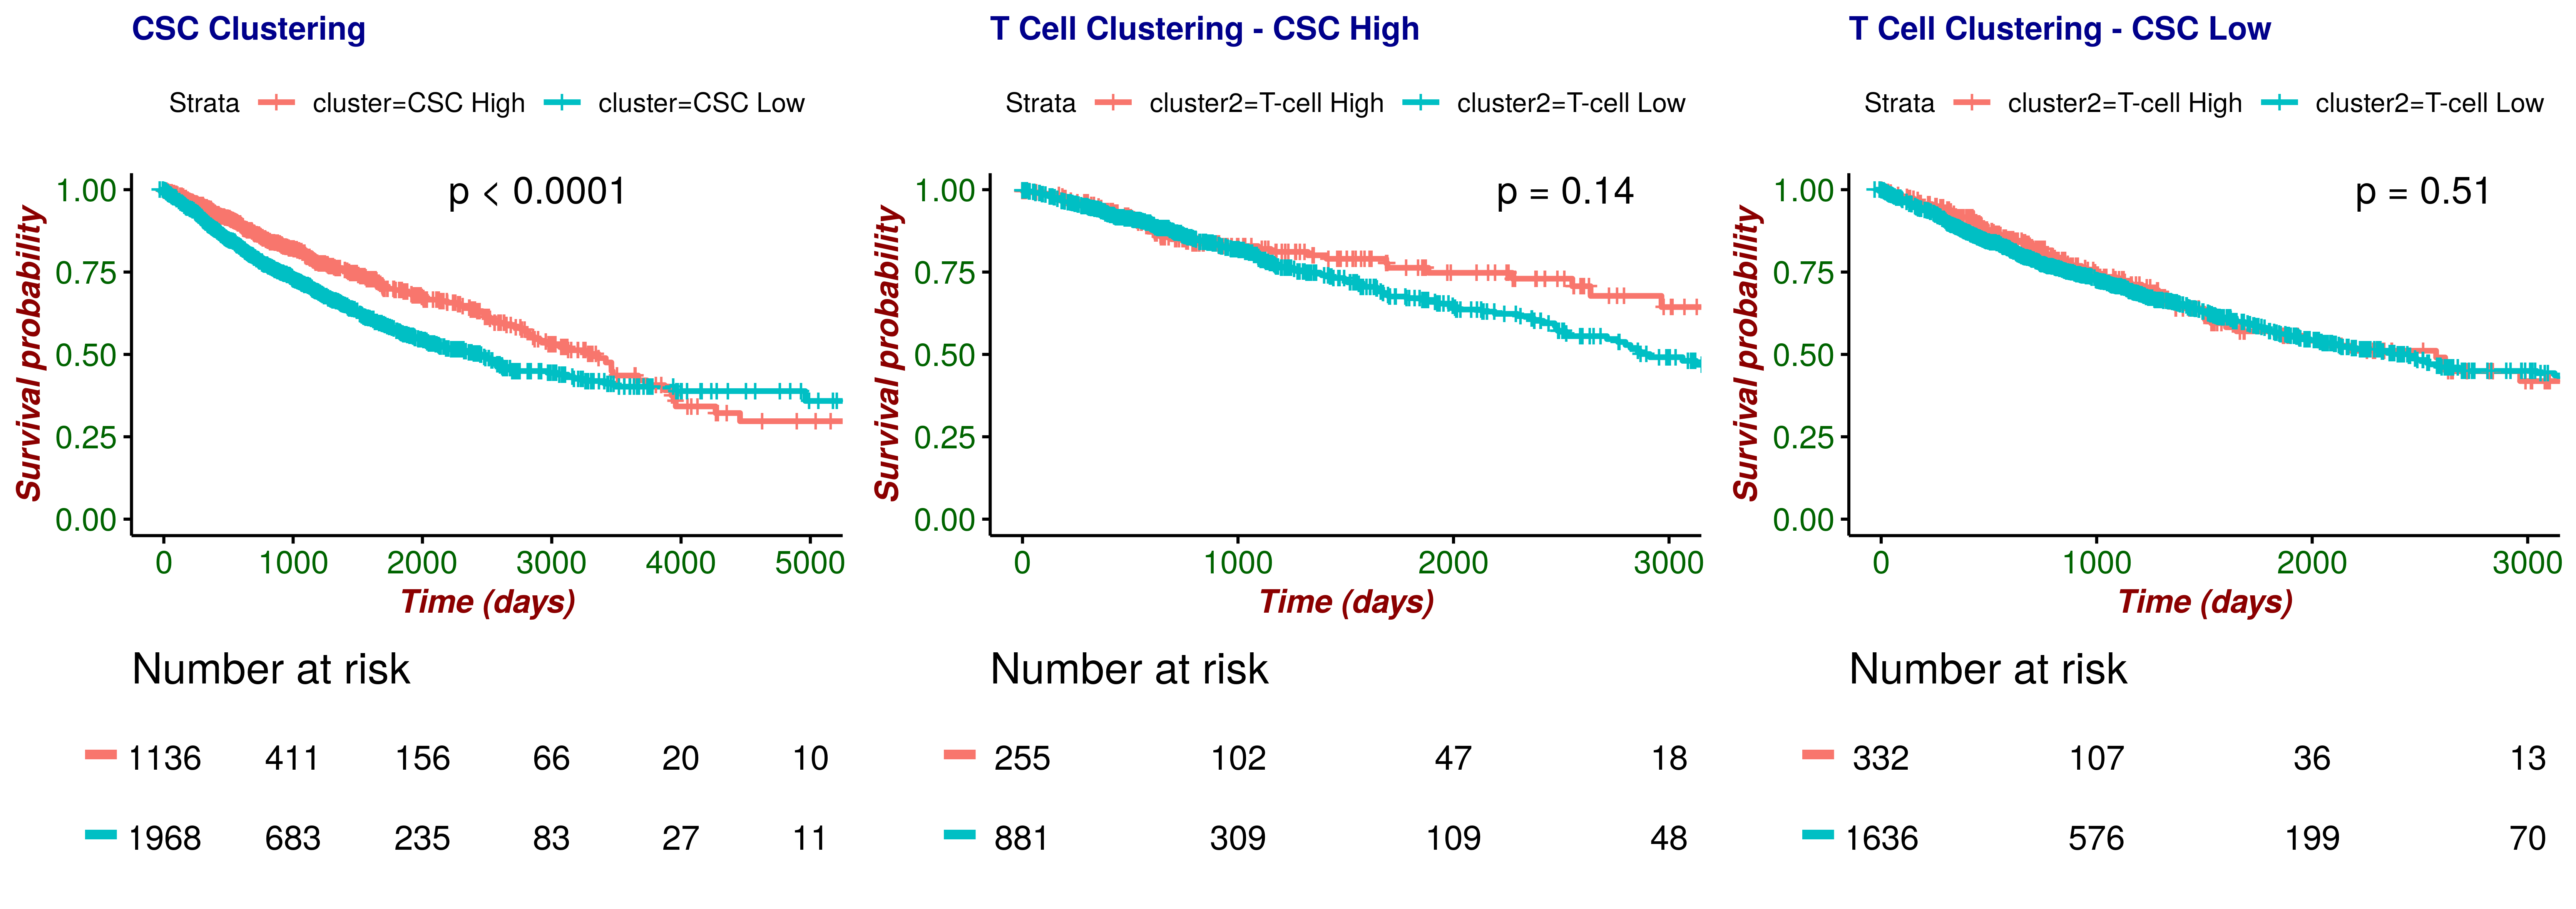 CSC Clustering
Strata cluster=CSC High cluster=CSC Low
p < 0.0001
Survival probability
1.00
0.75
0.50
0.25
0.00
0 1000 2000 3000 4000 5000
Time (days)
Number at risk
1136 411 156 66 20 10
1968 683 235 83 27 11
T Cell Clustering - CSC High
Strata cluster2=T-cell High cluster2=T-cell Low
p = 0.14
Survival probability
1.00
0.75
0.50
0.25
0.00
0 1000 2000 3000
Time (days)
Number at risk
255 102 47 18
881 309 109 48
T Cell Clustering - CSC Low
Strata cluster2=T-cell High cluster2=T-cell Low
p = 0.51
Survival probability
1.00
0.75
0.50
0.25
0.00
0 1000 2000 3000
Time (days)
Number at risk
332 107 36 13
1636 576 199 70